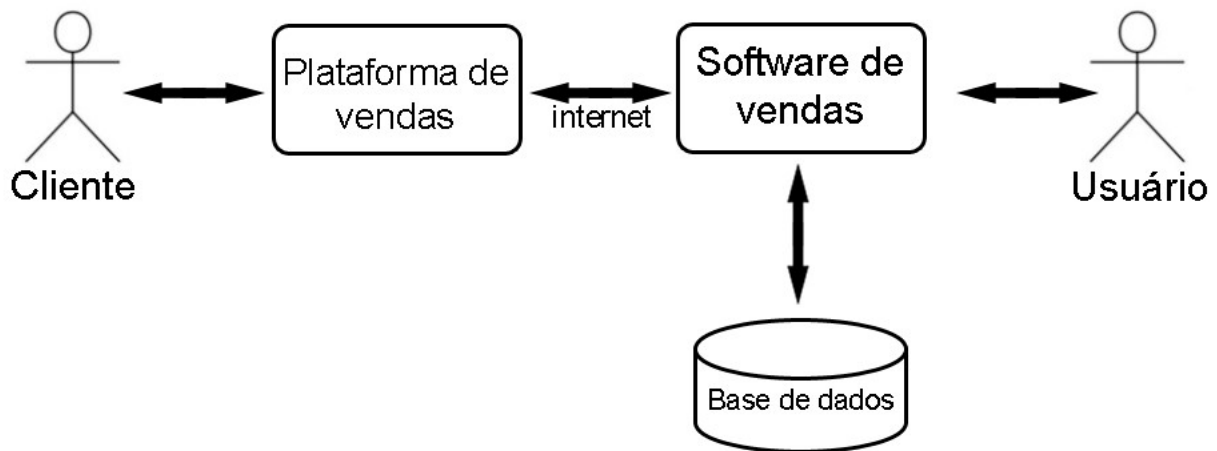 Plataforma de
vendas
internet
Software de
vendas
Cliente
Usuário
Base de dados